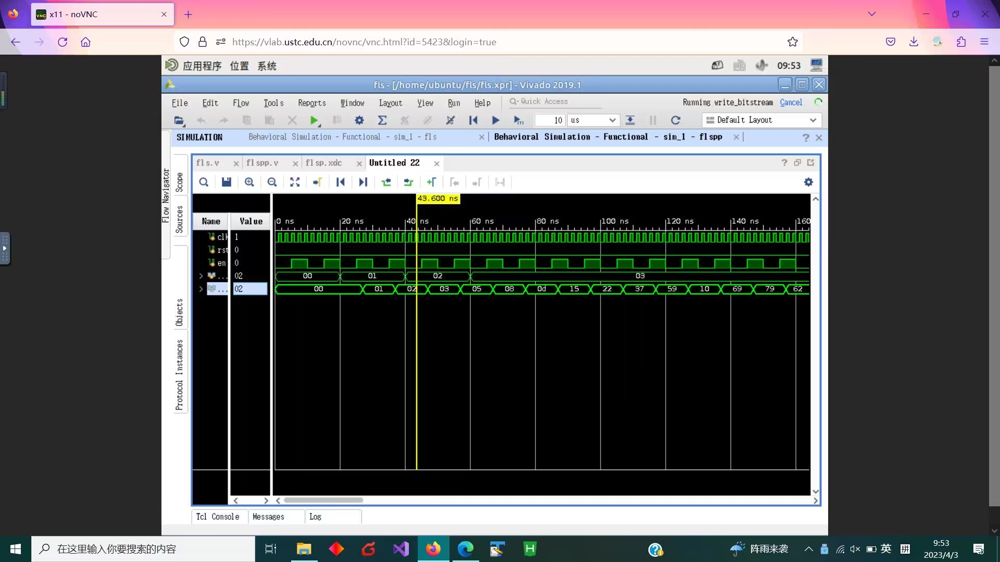 x11 - noVNC
https://vlab.ustc.edu.cn/novnc/vnc.html?id=5423&login=true
应用程序 位置 系统
09:53
fls - [/home/ubuntu/fls/fls.xpr] - Vivado 2019.1
File Edit Flow Tools Reports Window Layout View Run Help
Quick Access
Running write_bitstream Cancel
10 us
Default Layout
SIMULATION
Behavioral Simulation - Functional - sim_1 - fls
Behavioral Simulation - Functional - sim_1 - flspp
Flow Navigator
Scope
Sources
Objects
Protocol Instances
fls.v
flspp.v
flsp.xdc
Untitled 22
43.600 ns
Name Value
0 ns 20 ns 40 ns 60 ns 80 ns 100 ns 120 ns 140 ns 160
clk 1
rst 0
en 0
... 02 00 01 02 03
... 02 00 01 02 03 05 08 0d 15 22 37 59 10 69 79 62
Tcl Console Messages Log
在这里输入你要搜索的内容
阵雨来袭
英
拼
9:53
2023/4/3